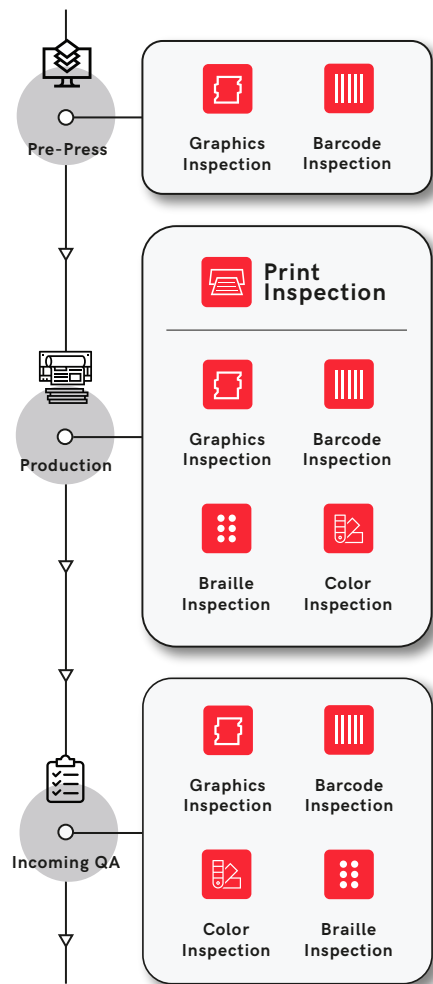 Pre-Press
Graphics
Inspection
Barcode
Inspection
Print
Inspection
Production
Graphics
Inspection
Barcode
Inspection
Braille
Inspection
Color
Inspection
Incoming QA
Graphics
Inspection
Barcode
Inspection
Color
Inspection
Braille
Inspection